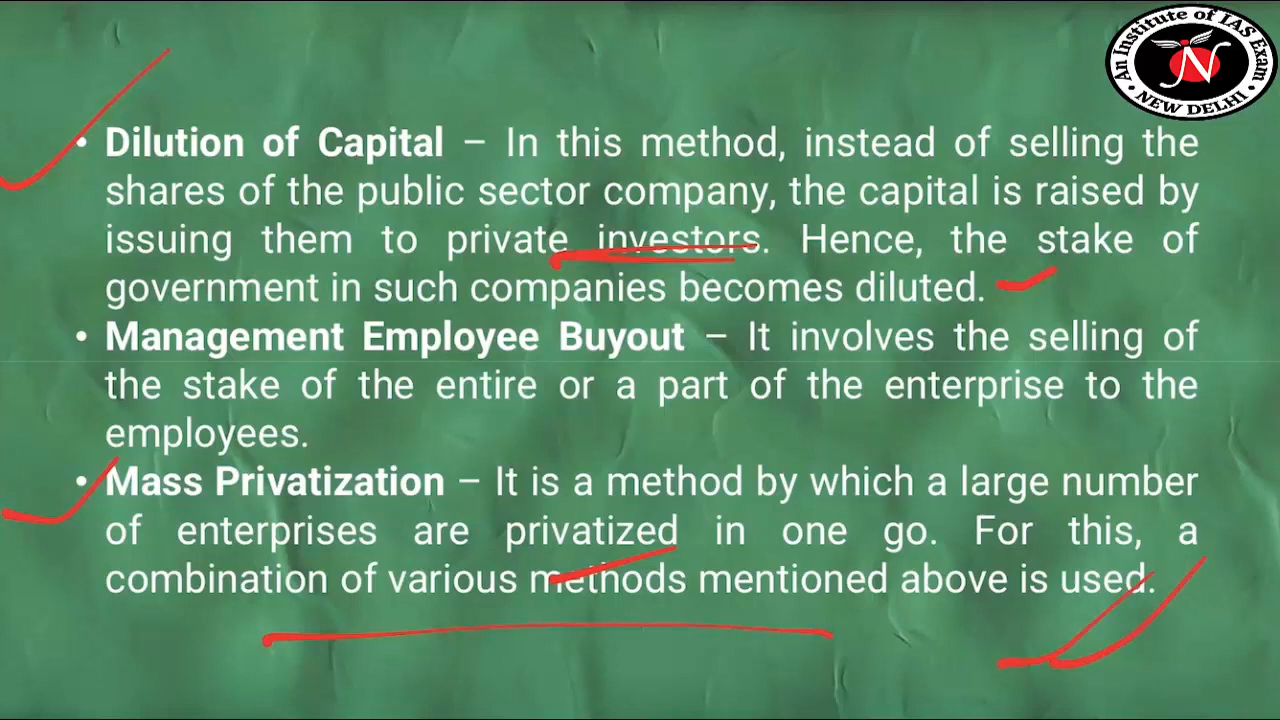 An Institute of IAS Exam
N
• NEW DELHI •
• Dilution of Capital – In this method, instead of selling the
shares of the public sector company, the capital is raised by
issuing them to private investors. Hence, the stake of
government in such companies becomes diluted.
• Management Employee Buyout – It involves the selling of
the stake of the entire or a part of the enterprise to the
employees.
• Mass Privatization – It is a method by which a large number
of enterprises are privatized in one go. For this, a
combination of various methods mentioned above is used.